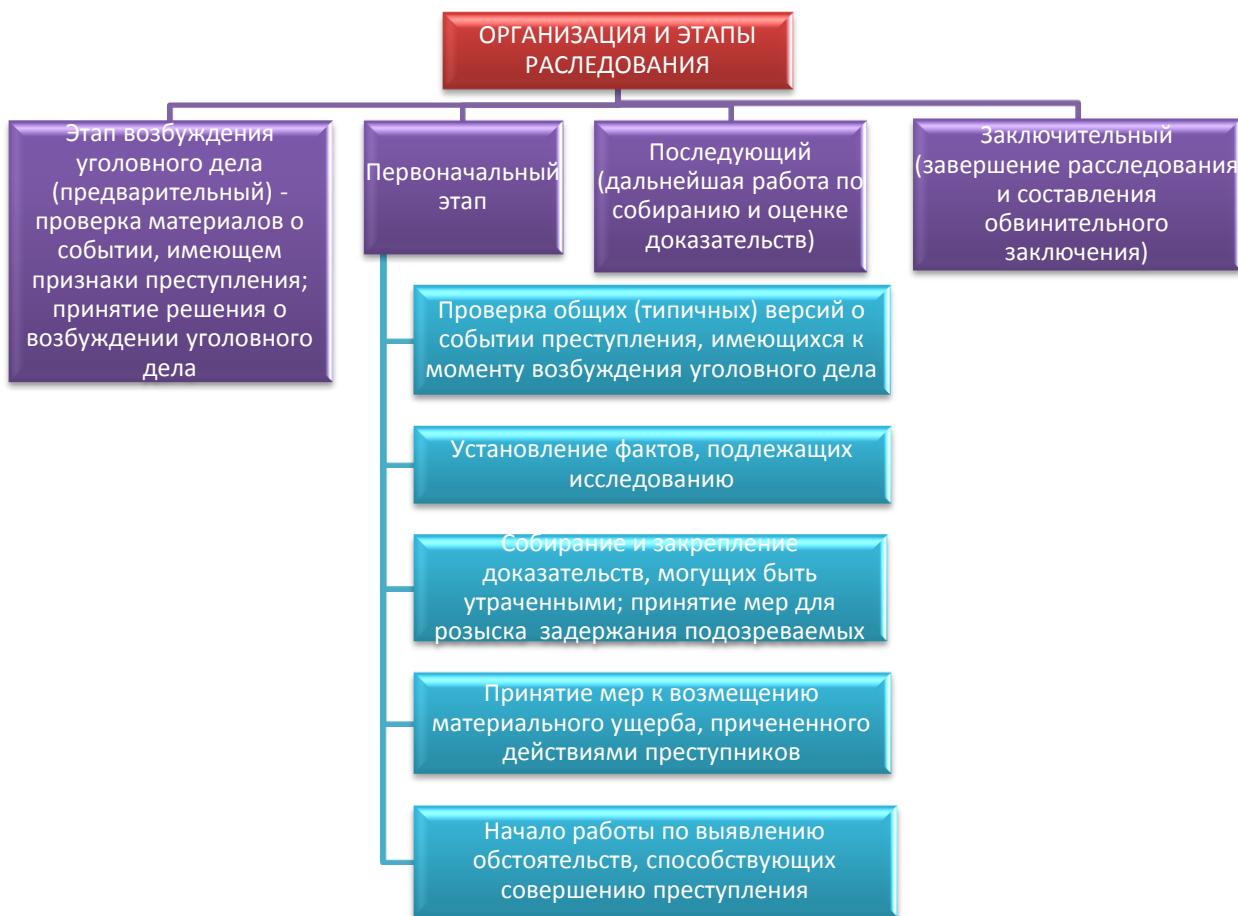 ОРГАНИЗАЦИЯ И ЭТАПЫ
РАСЛЕДОВАНИЯ
Этап возбуждения
уголовного дела
(предварительный) -
проверка материалов о
событии, имеющем
признаки преступления;
принятие решения о
возбуждении уголовного
дела
Первоначальный
этап
Последующий
(дальнейшая работа по
собиранию и оценке
доказательств)
Заключительный
(завершение расследования
и составления
обвинительного
заключения)
Проверка общих (типичных) версий о
событии преступления, имеющихся к
моменту возбуждения уголовного дела
Установление фактов, подлежащих
исследованию
Собирание и закрепление
доказательств, могущих быть
утраченными; принятие мер для
розыска  задержания подозреваемых
Принятие мер к возмещению
материального ущерба, приченного
действиями преступников
Начало работы по выявлению
обстоятельств, способствующих
совершению преступления